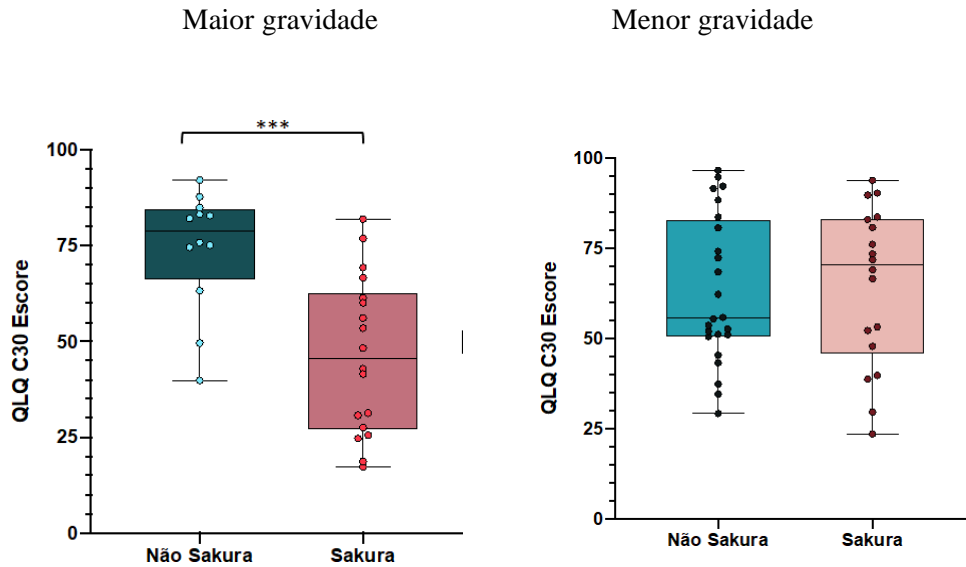 Maior gravidade
Menor gravidade
***
100
75
50
25
0
QLQ C30 Escore
Não Sakura
Sakura
100
75
50
25
0
QLQ C30 Escore
Não Sakura
Sakura